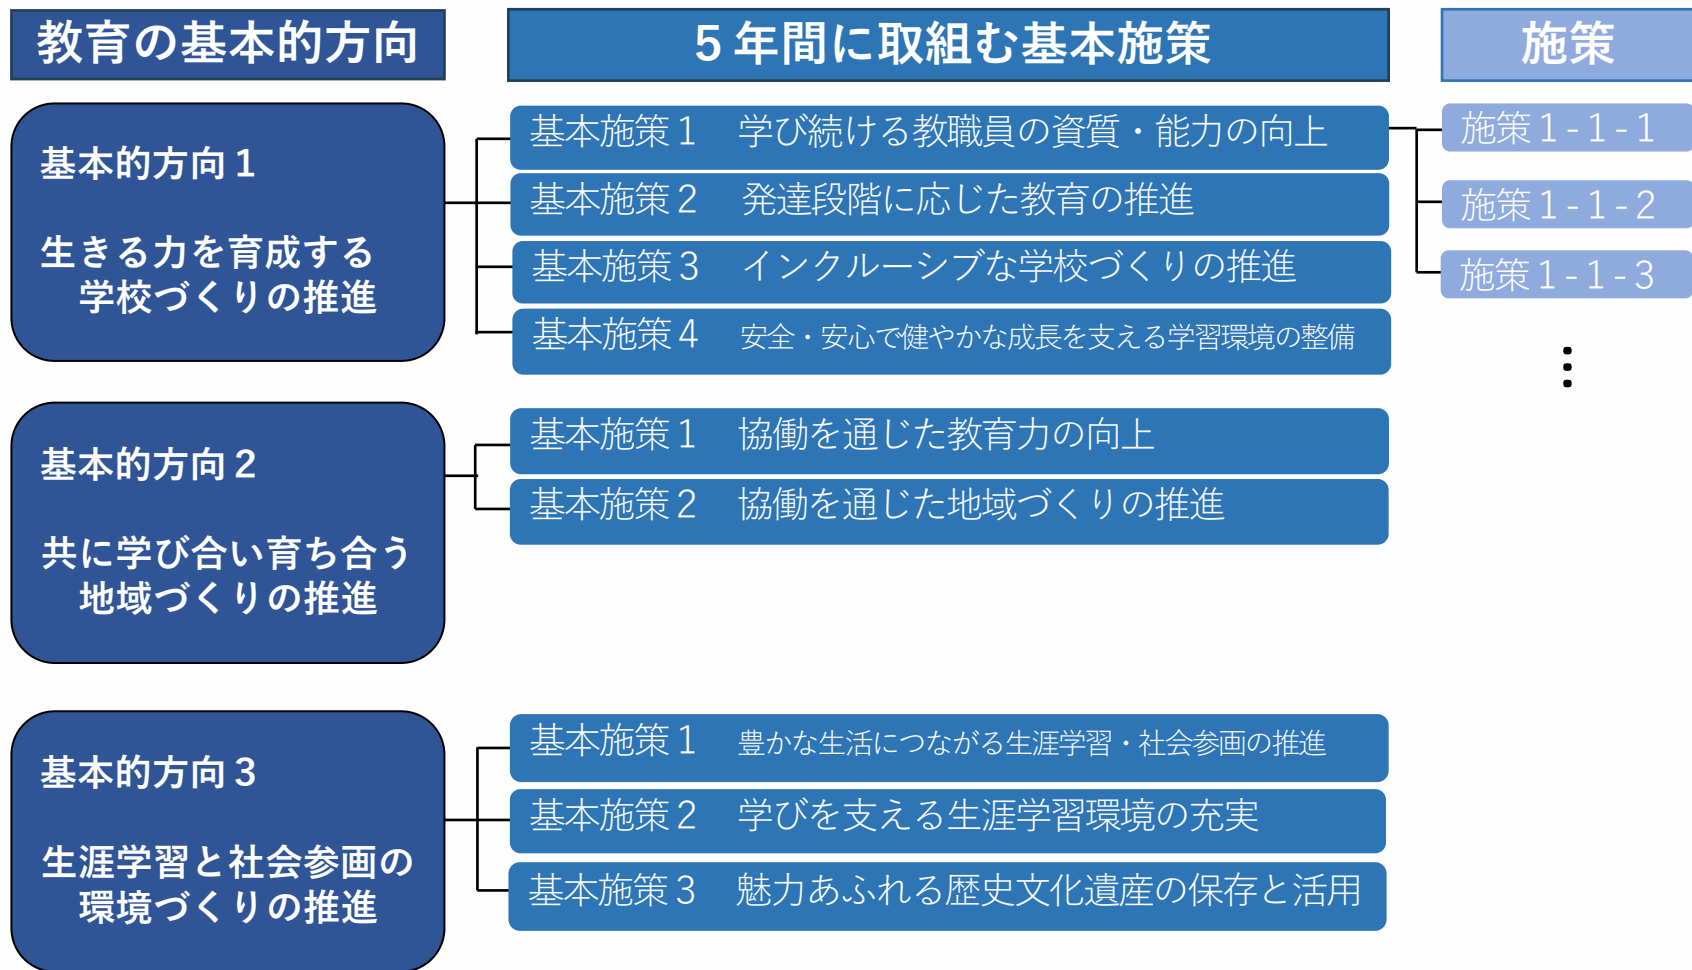 教育の基本的方向
5年間に取組む基本施策
施策
基本的方向1
生きる力を育成する
学校づくりの推進
基本施策1 学び続ける教職員の資質・能力の向上
基本施策2 発達段階に応じた教育の推進
基本施策3 インクルーシブな学校づくりの推進
基本施策4 安全・安心で健やかな成長を支える学習環境の整備
施策1-1-1
施策1-1-2
施策1-1-3
⋮
基本的方向2
共に学び合い育ち合う
地域づくりの推進
基本施策1 協働を通じた教育力の向上
基本施策2 協働を通じた地域づくりの推進
基本的方向3
生涯学習と社会参画の
環境づくりの推進
基本施策1 豊かな生活につながる生涯学習・社会参画の推進
基本施策2 学びを支える生涯学習環境の充実
基本施策3 魅力あふれる歴史文化遺産の保存と活用